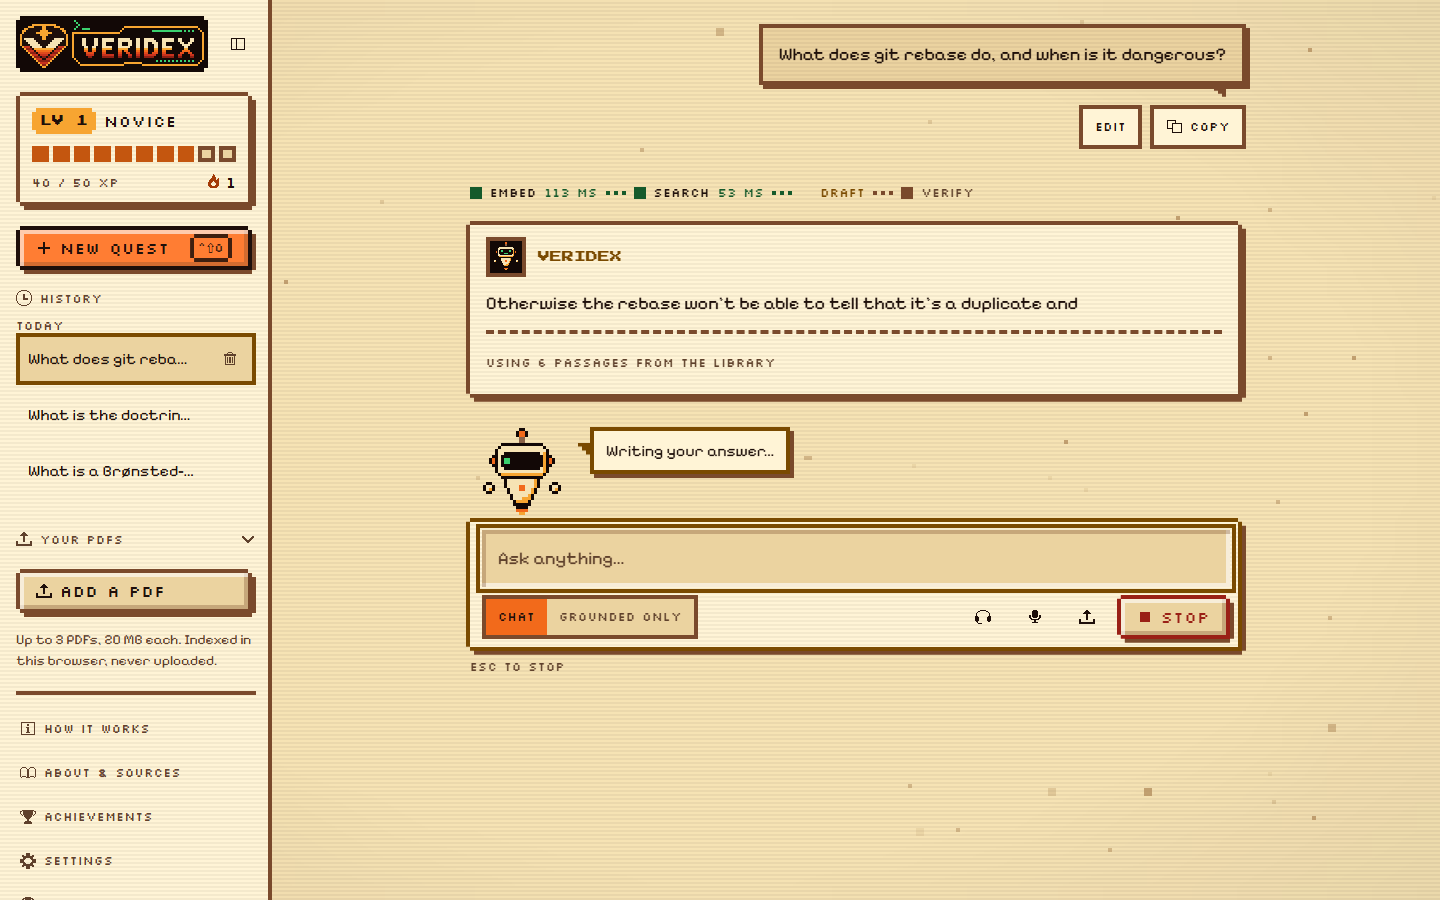 VERIDEX
LV 1 NOVICE
40 / 50 XP
1
NEW QUEST ^⇧O
HISTORY
TODAY
What does git reba...
What is the doctrin...
What is a Brønsted-...
YOUR PDFS
ADD A PDF
Up to 3 PDFs, 20 MB each. Indexed in
this browser, never uploaded.
HOW IT WORKS
ABOUT & SOURCES
ACHIEVEMENTS
SETTINGS
What does git rebase do, and when is it dangerous?
EDIT
COPY
EMBED 113 MS SEARCH 53 MS DRAFT VERIFY
VERIDEX
Otherwise the rebase won't be able to tell that it's a duplicate and
USING 6 PASSAGES FROM THE LIBRARY
Writing your answer...
Ask anything...
CHAT GROUNDED ONLY
STOP
ESC TO STOP